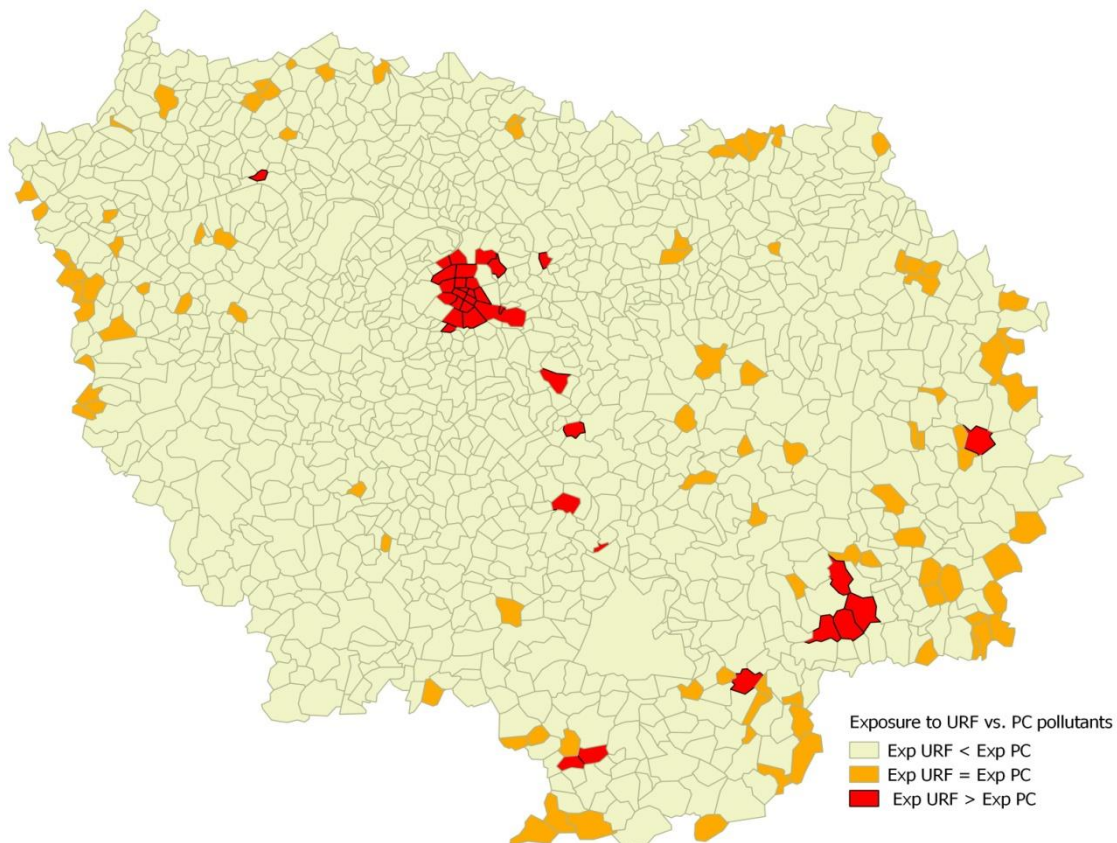 Exposure to URF vs. PC pollutants
Exp URF < Exp PC
Exp URF = Exp PC
Exp URF > Exp PC